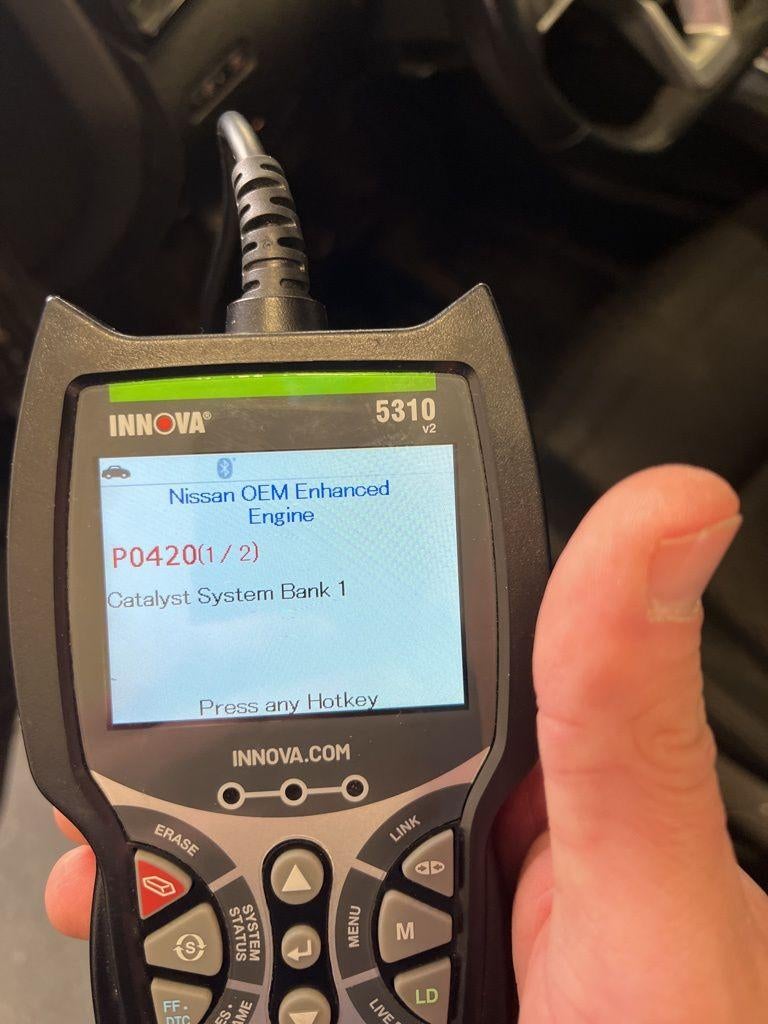 INNOVA®
5310
v2
Nissan OEM Enhanced
Engine
P0420(1/2)
Catalyst System Bank 1
Press any Hotkey
INNOVA.COM
ERASE
LINK
SYSTEM
STATUS
S
MENU
M
FF•
DTC
LIVE
LD